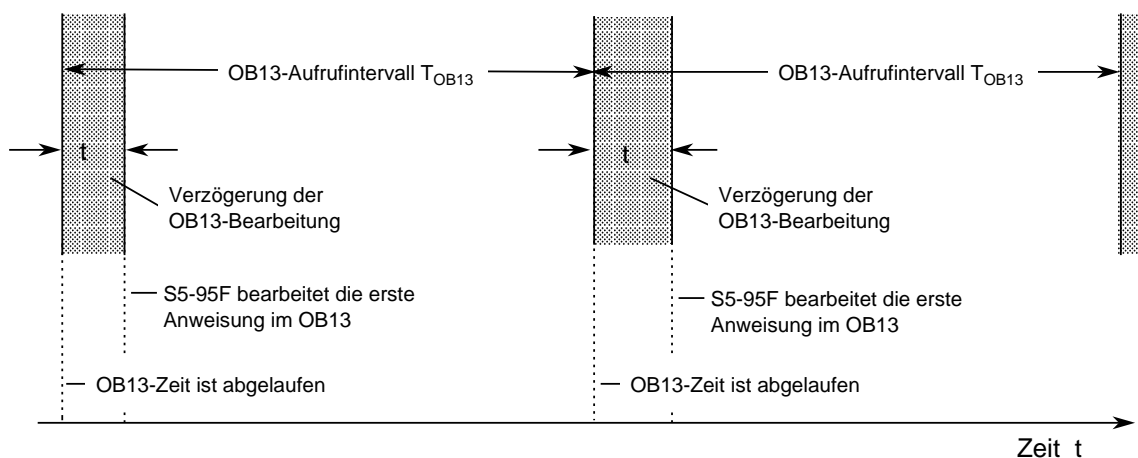 OB13-Aufrufintervall TOB13
OB13-Aufrufintervall TOB13
t
t
Verzögerung der
OB13-Bearbeitung
Verzögerung der
OB13-Bearbeitung
S5-95F bearbeitet die erste
Anweisung im OB13
S5-95F bearbeitet die erste
Anweisung im OB13
OB13-Zeit ist abgelaufen
OB13-Zeit ist abgelaufen
Zeit t